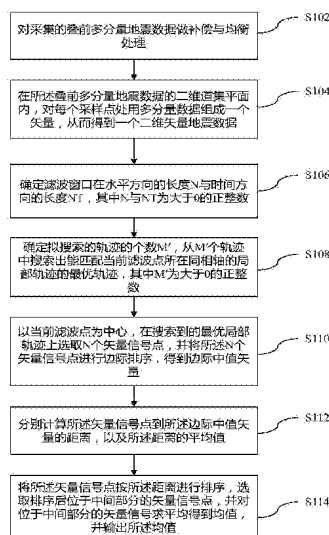 对采集的叠前多分量地震数据做补偿与均衡
处理
S102
在所述叠前多分量地震数据的二维道集平面
内，对每个采样点处用多分量数据组成一个
矢量，从而得到一个二维矢量地震数据
S104
确定滤波窗口在水平方向的长度N与时间方
向的长度NT，其中N与NT为大于0的正整数
S106
确定拟搜索的轨迹的个数M'，从M'个轨迹
中搜索出能匹配当前滤波点所在同相轴的局
部轨迹的最优轨迹，其中M'为大于0的正整
数
S108
以当前滤波点为中心，在搜索到的最优局部
轨迹上选取N个矢量信号点，并将所述N个
矢量信号点进行边际排序，得到边际中值矢
量
S110
分别计算所述矢量信号点到所述边际中值矢
量的距离，以及所述距离的平均值
S112
将所述矢量信号点按所述距离进行排序，选
取排序后位于中间部分的矢量信号点，并对
位于中间部分的矢量信号求平均得到均值，
并输出所述均值
S114